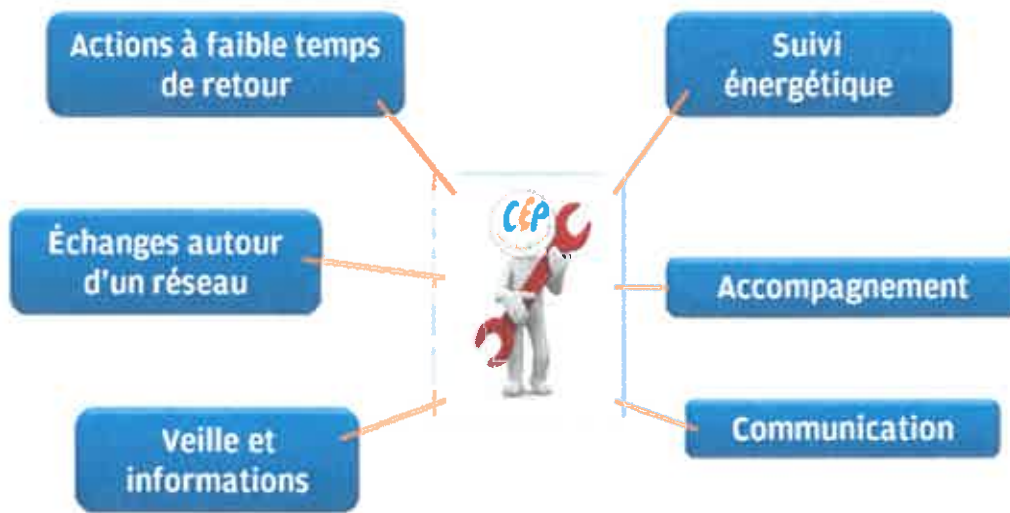 Actions à faible temps
de retour
Suivi
énergétique
CEP
Échanges autour
d'un réseau
Accompagnement
Veille et
informations
Communication